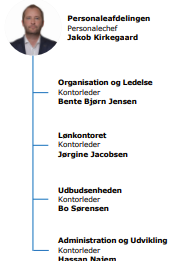 Personaleafdelingen
Personalechef
Jakob Kirkegaard
Organisation og Ledelse
Kontorleder
Bente Bjørn Jensen
Lønkontoret
Kontorleder
Jørgine Jacobsen
Udbudsenheden
Kontorleder
Bo Sørensen
Administration og Udvikling
Kontorleder
Hassan Najem